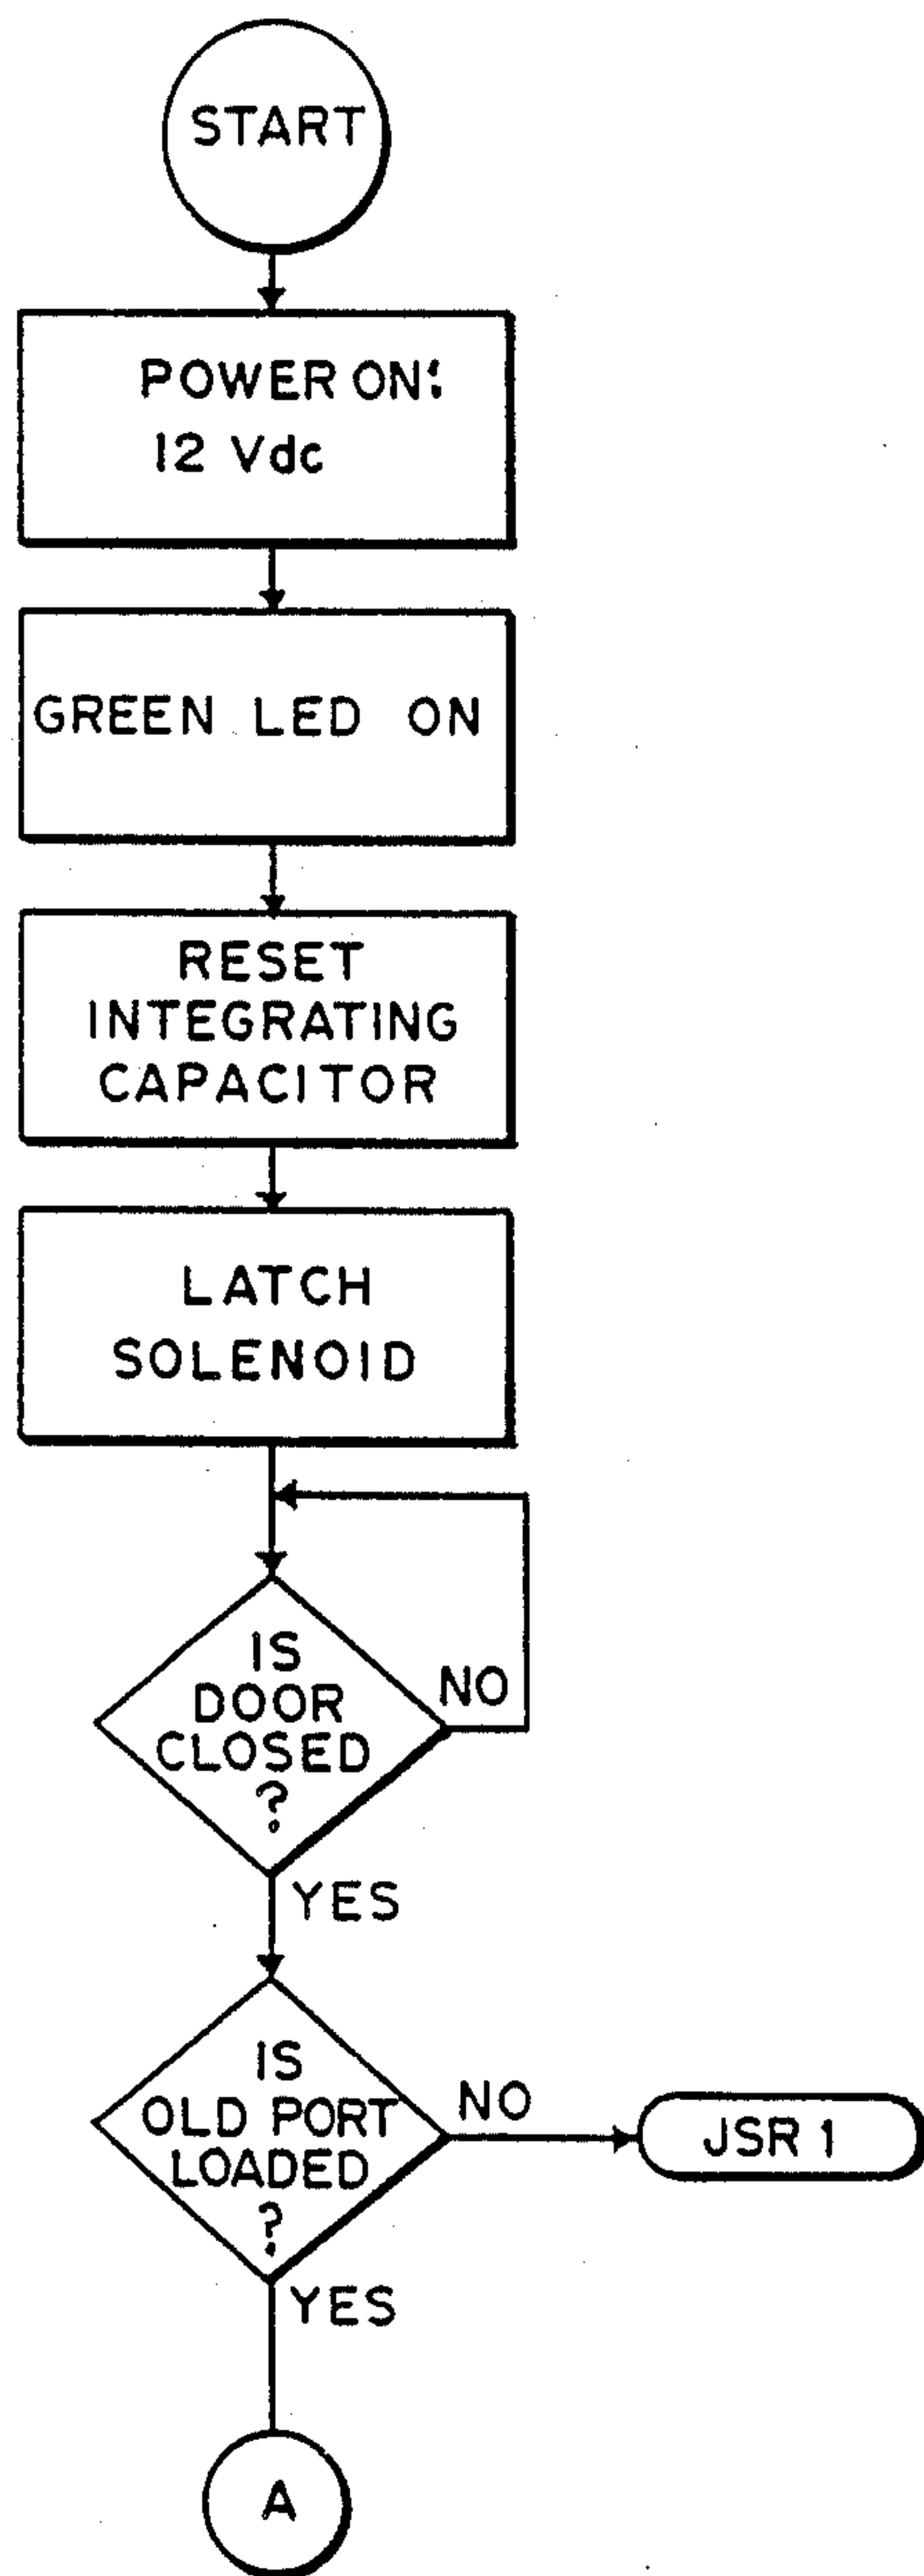 START
POWER ON:
12 Vdc
GREEN LED ON
RESET
INTEGRATING
CAPACITOR
LATCH
SOLENOID
IS
DOOR
CLOSED
?
NO
YES
IS
OLD PORT
LOADED
?
NO
JSR 1
YES
A